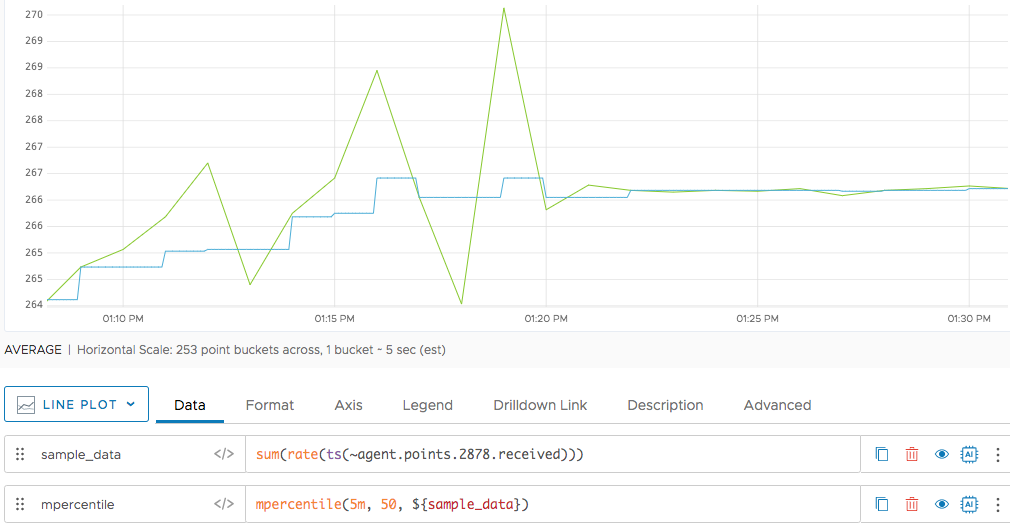 270
269
269
268
268
267
267
266
266
265
265
264
01:10 PM 01:15 PM 01:20 PM 01:25 PM 01:30 PM
AVERAGE | Horizontal Scale: 253 point buckets across, 1 bucket ~ 5 sec (est)
LINE PLOT Data Format Axis Legend Drilldown Link Description Advanced
sample_data </> sum(rate(ts(~agent.points.2878.received))) AI
mpercentile </> mpercentile(5m, 50, ${sample_data}) AI